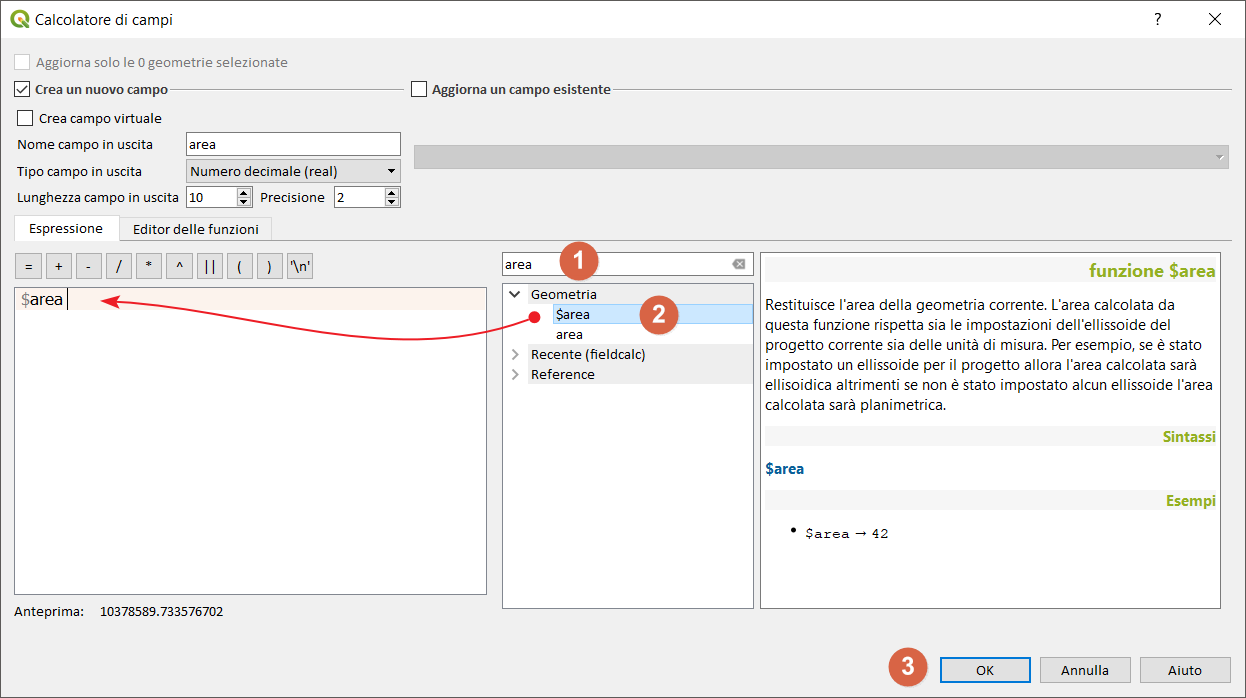 Calcolatore di campi
?
Aggiorna solo le 0 geometrie selezionate
Crea un nuovo campo
Aggiorna un campo esistente
Crea campo virtuale
Nome campo in uscita
area
Tipo campo in uscita
Numero decimale (real)
Lunghezza campo in uscita
10
Precisione
2
Espressione
Editor delle funzioni
= + - / * ^ || ( ) '\n'
$area
area
1
Geometria
$area
2
area
Recente (fieldcalc)
Reference
funzione $area
Restituisce l'area della geometria corrente. L'area calcolata da
questa funzione rispetta sia le impostazioni dell'ellissoide del
progetto corrente sia delle unità di misura. Per esempio, se è stato
impostato un ellissoide per il progetto allora l'area calcolata sarà
ellisoidica altrimenti se non è stato impostato alcun ellissoide l'area
calcolata sarà planimetrica.
Sintassi
$area
Esempi
• $area → 42
Anteprima: 10378589.733576702
3
OK
Annulla
Aiuto